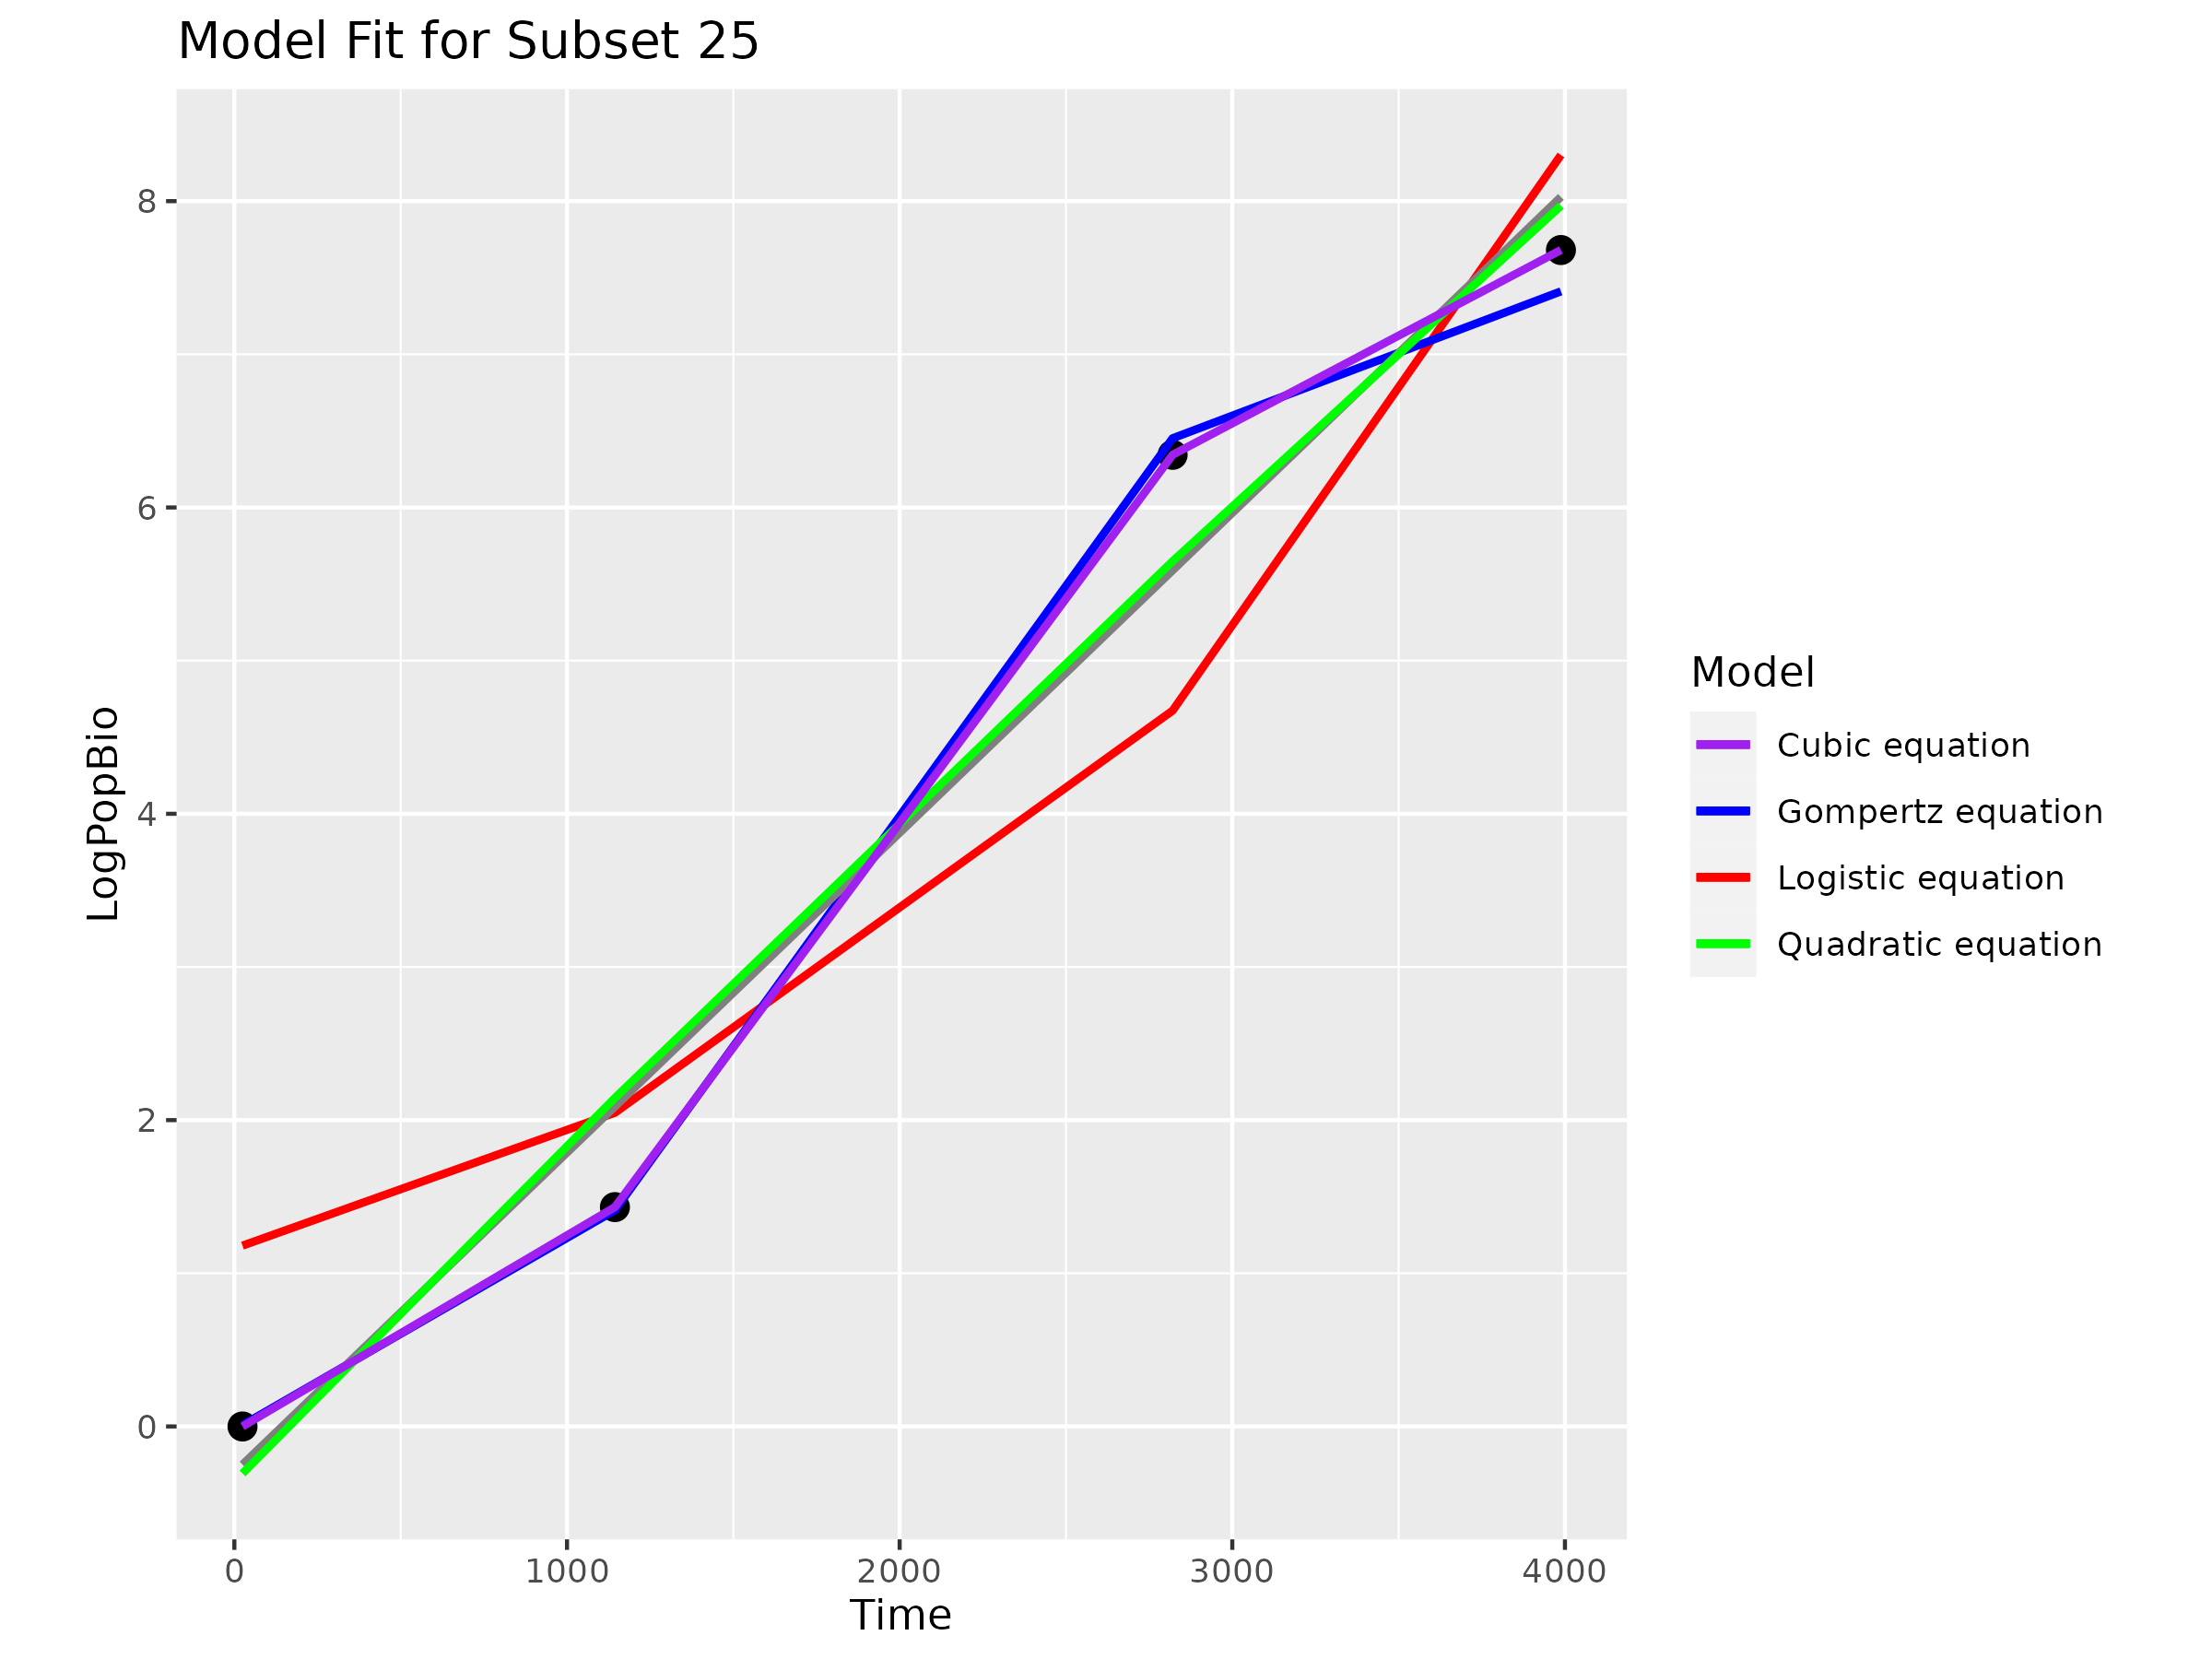 Model Fit for Subset 25
8
6
4
2
0
LogPopBio
0 1000 2000 3000 4000
Time
Model
Cubic equation
Gompertz equation
Logistic equation
Quadratic equation